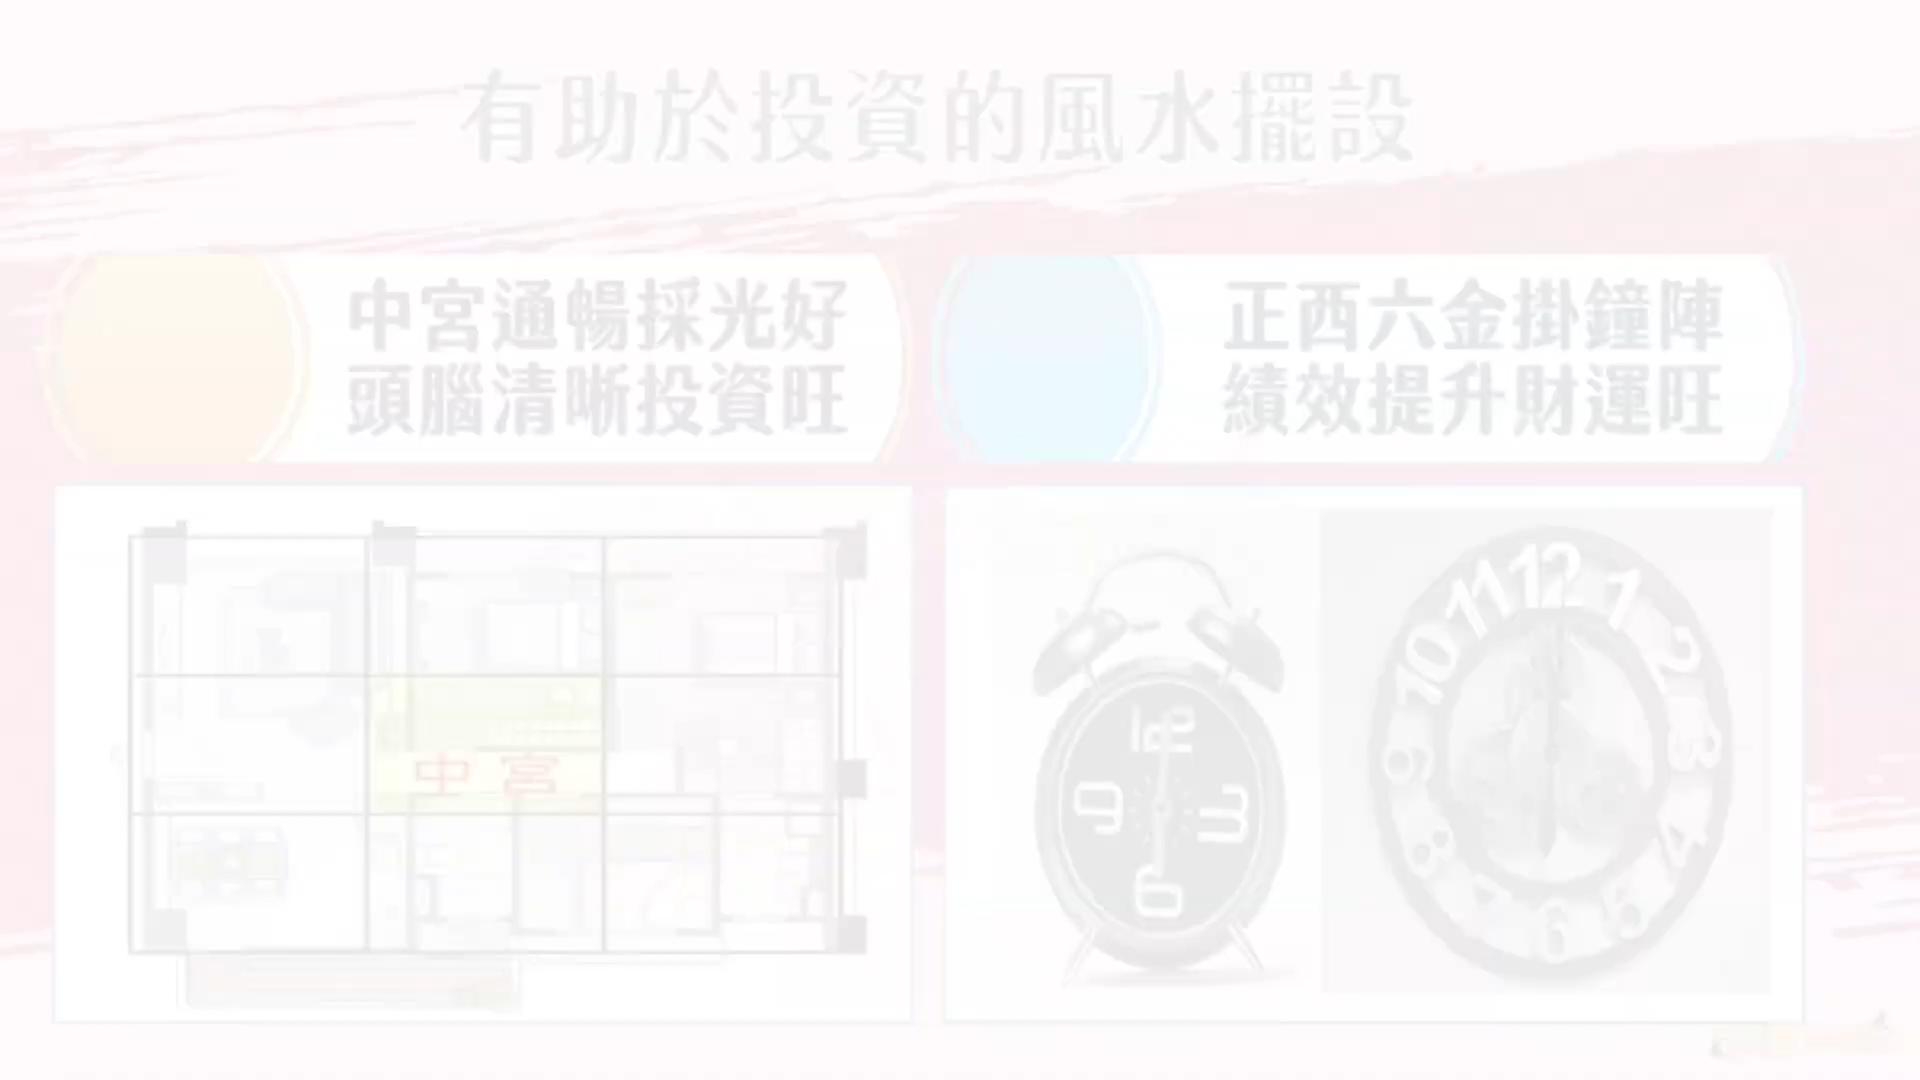 有助於投資的風水擺設
中宮通暢採光好
頭腦清晰投資旺
正西六金掛鐘陣
績效提升財運旺
中宮
12
9 3
6
12
11 1
10 2
9 3
8 4
7 5
6